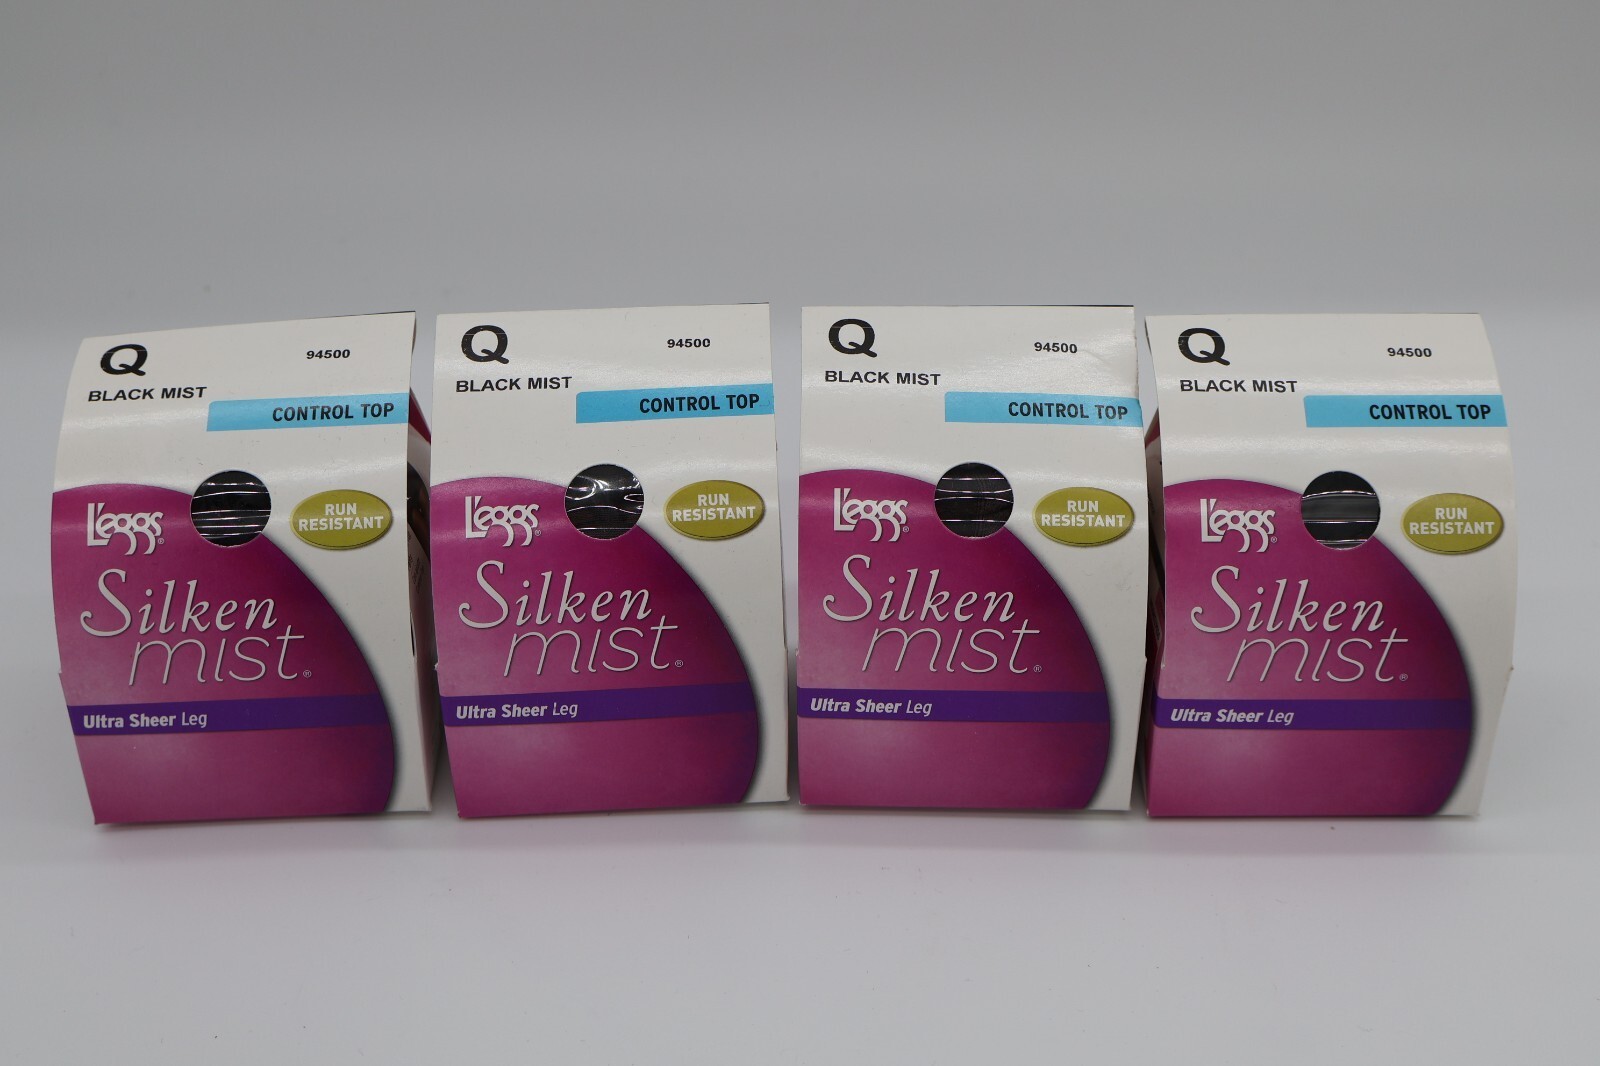 Q
94500
BLACK MIST
CONTROL TOP
L'eggs®
RUN
RESISTANT
Silken
mist®
Ultra Sheer Leg
Q
94500
BLACK MIST
CONTROL TOP
L'eggs®
RUN
RESISTANT
Silken
mist®
Ultra Sheer Leg
Q
94500
BLACK MIST
CONTROL TOP
L'eggs®
RUN
RESISTANT
Silken
mist®
Ultra Sheer Leg
Q
94500
BLACK MIST
CONTROL TOP
L'eggs®
RUN
RESISTANT
Silken
mist®
Ultra Sheer Leg